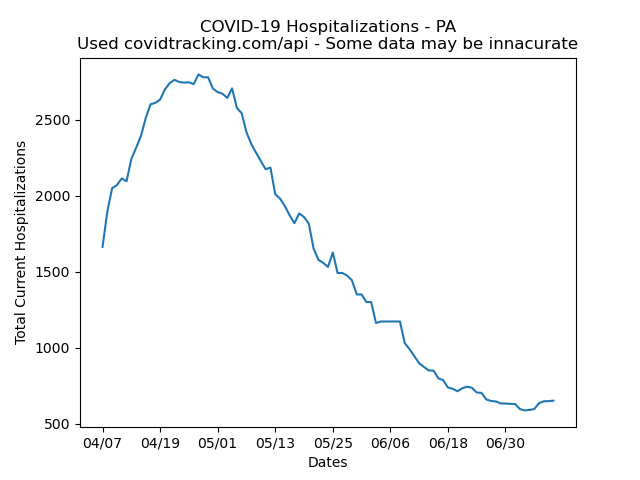 COVID-19 Hospitalizations - PA
Used covidtracking.com/api - Some data may be innacurate
Total Current Hospitalizations
2500
2000
1500
1000
500
04/07 04/19 05/01 05/13 05/25 06/06 06/18 06/30
Dates